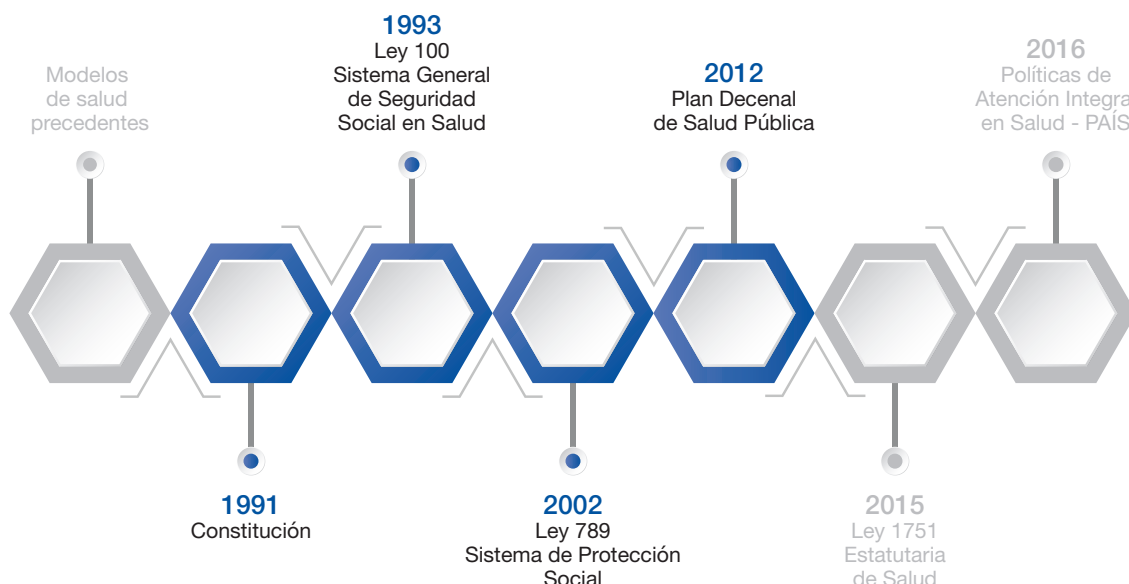 Modelos
de salud
precedentes
1991
Constitución
1993
Ley 100
Sistema General
de Seguridad
Social en Salud
2002
Ley 789
Sistema de Protección
Social
2012
Plan Decenal
de Salud Pública
2015
Ley 1751
Estatutaria
de Salud
2016
Políticas de
Atención Integra
en Salud - PAÍS